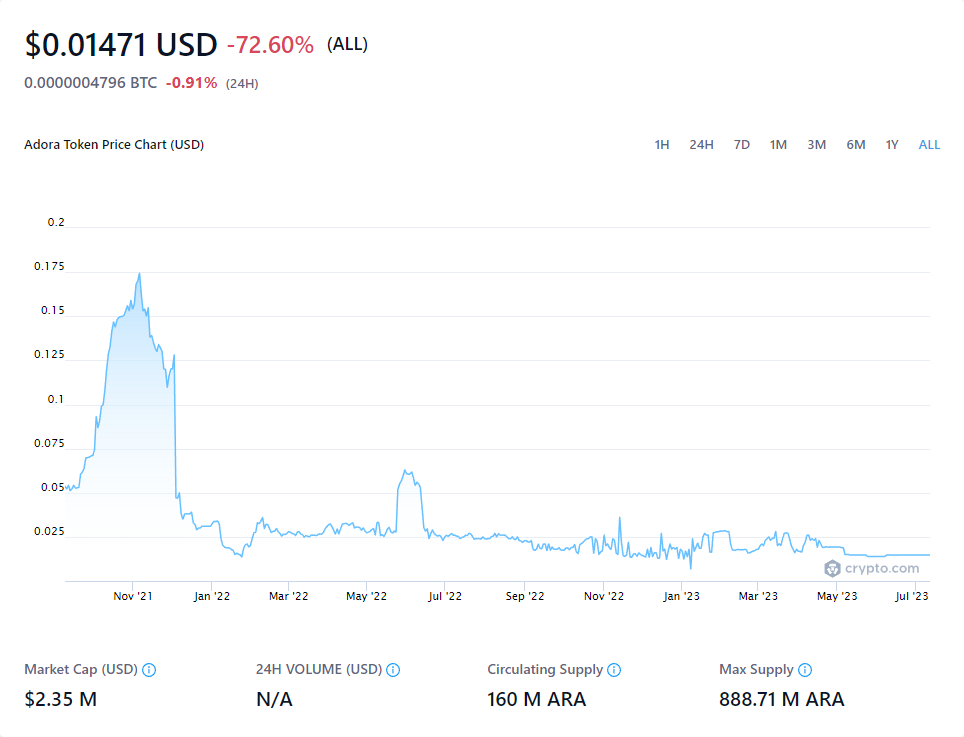 $0.01471 USD -72.60% (ALL)
0.0000004796 BTC -0.91% (24H)
Adora Token Price Chart (USD) 1H 24H 7D 1M 3M 6M 1Y ALL
0.2
0.175
0.15
0.125
0.1
0.075
0.05
0.025
crypto.com
Nov '21 Jan '22 Mar '22 May '22 Jul '22 Sep '22 Nov '22 Jan '23 Mar '23 May '23 Jul '23
Market Cap (USD) 24H VOLUME (USD) Circulating Supply Max Supply
$2.35 M N/A 160 M ARA 888.71 M ARA